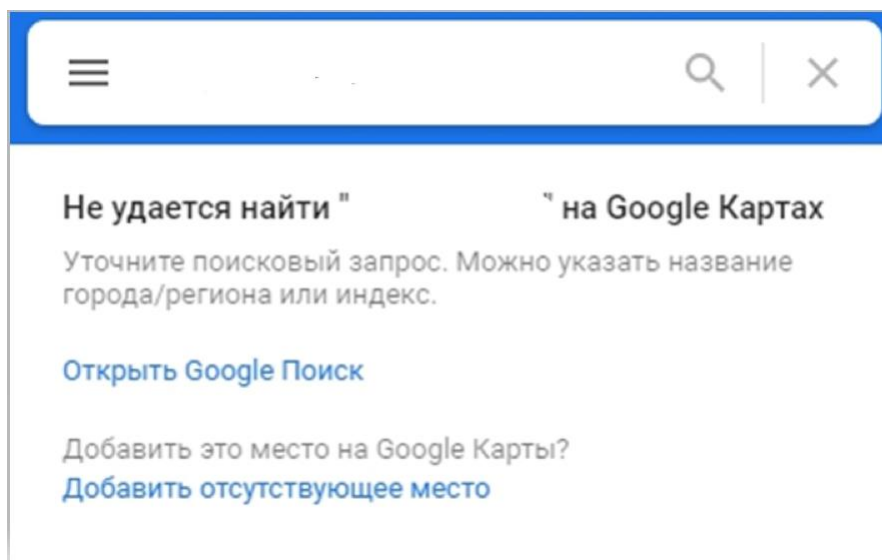 Не удается найти " " на Google Картах
Уточните поисковый запрос. Можно указать название
города/региона или индекс.
Открыть Google Поиск
Добавить это место на Google Карты?
Добавить отсутствующее место